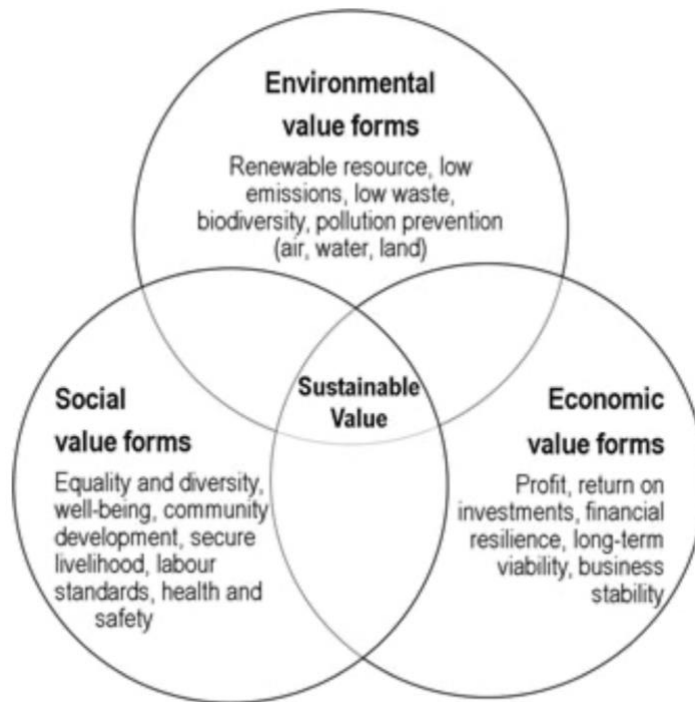 Environmental
value forms
Renewable resource, low
emissions, low waste,
biodiversity, pollution prevention
(air, water, land)
Sustainable
Value
Social
value forms
Equality and diversity,
well-being, community
development, secure
livelihood, labour
standards, health and
safety
Economic
value forms
Profit, return on
investments, financial
resilience, long-term
viability, business
stability